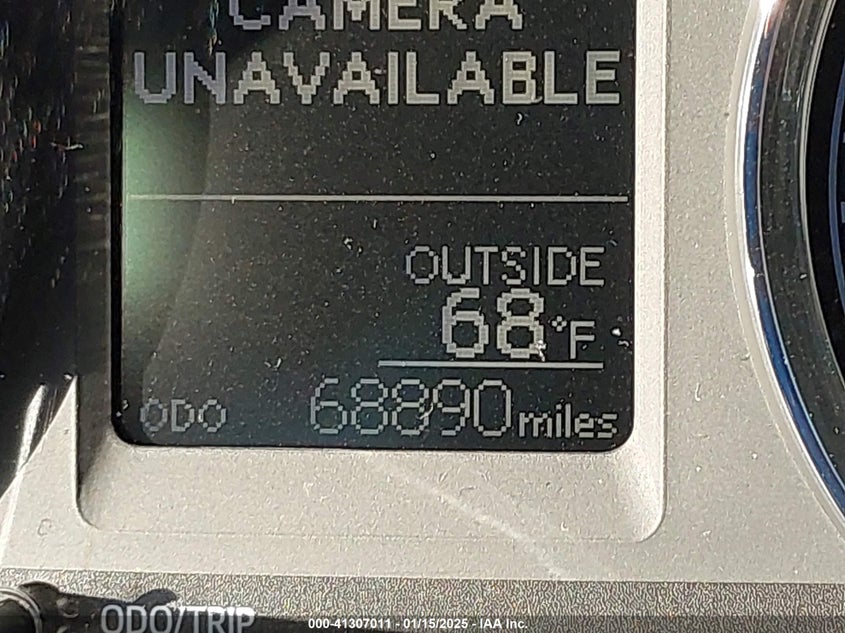 CAMERA
UNAVAILABLE
OUTSIDE
68°F
ODO 68890 miles
ODO/TRIP
000-41307011 - 01/15/2025 - IAA Inc.